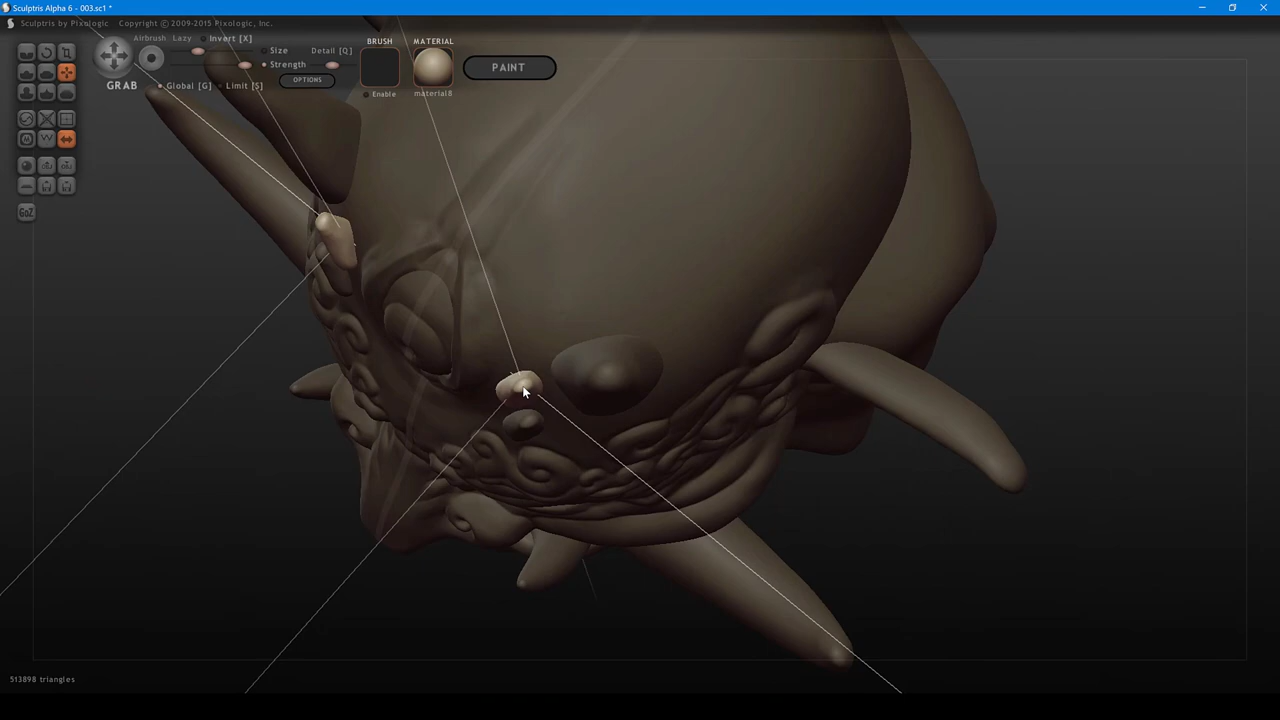 Sculptris Alpha 6 - 003.sc1 *
Sculptris by Pixologic Copyright © 2009-2015 Pixologic, Inc.
Airbrush Lazy Invert [X]
Size Detail [Q]
Strength
GRAB Global [G] Limit [S] OPTIONS
BRUSH MATERIAL
Enable material8
PAINT
GoZ
513898 triangles